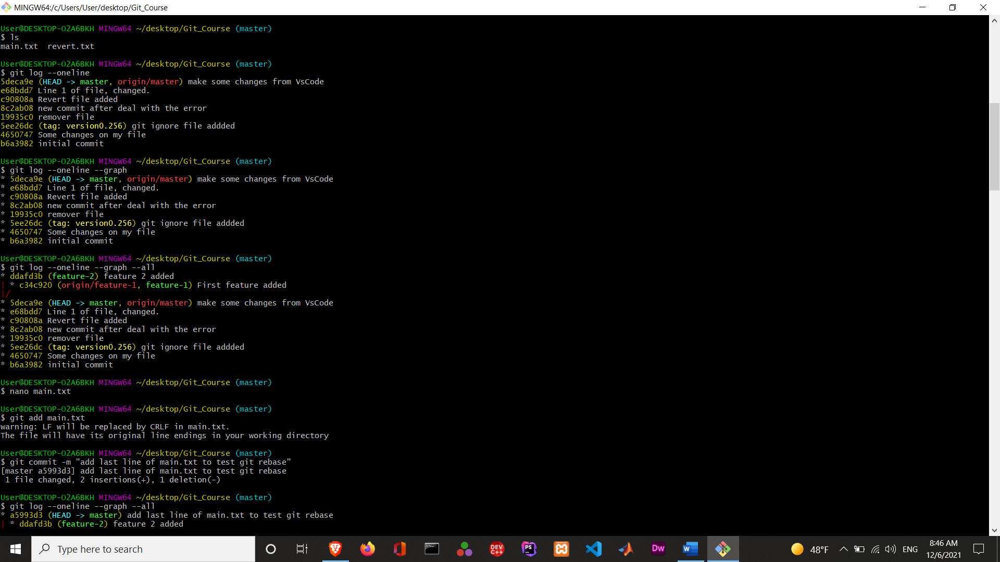 MINGW64:/c/Users/User/desktop/Git_Course
User@DESKTOP-O2A6BKH MINGW64 ~/desktop/Git_Course (master)
$ ls
main.txt  revert.txt
User@DESKTOP-O2A6BKH MINGW64 ~/desktop/Git_Course (master)
$ git log --oneline
5deca9e (HEAD -> master, origin/master) make some changes from VsCode
e68bdd7 Line 1 of file, changed.
c90808a Revert file added
8c2ab08 new commit after deal with the error
19935c0 remover file
5ee26dc (tag: version0.256) git ignore file addded
4650747 Some changes on my file
b6a3982 initial commit
User@DESKTOP-O2A6BKH MINGW64 ~/desktop/Git_Course (master)
$ git log --oneline --graph
* 5deca9e (HEAD -> master, origin/master) make some changes from VsCode
* e68bdd7 Line 1 of file, changed.
* c90808a Revert file added
* 8c2ab08 new commit after deal with the error
* 19935c0 remover file
* 5ee26dc (tag: version0.256) git ignore file addded
* 4650747 Some changes on my file
* b6a3982 initial commit
User@DESKTOP-O2A6BKH MINGW64 ~/desktop/Git_Course (master)
$ git log --oneline --graph --all
* ddafd3b (feature-2) feature 2 added
| * c34c920 (origin/feature-1, feature-1) First feature added
|/
* 5deca9e (HEAD -> master, origin/master) make some changes from VsCode
* e68bdd7 Line 1 of file, changed.
* c90808a Revert file added
* 8c2ab08 new commit after deal with the error
* 19935c0 remover file
* 5ee26dc (tag: version0.256) git ignore file addded
* 4650747 Some changes on my file
* b6a3982 initial commit
User@DESKTOP-O2A6BKH MINGW64 ~/desktop/Git_Course (master)
$ nano main.txt
User@DESKTOP-O2A6BKH MINGW64 ~/desktop/Git_Course (master)
$ git add main.txt
warning: LF will be replaced by CRLF in main.txt.
The file will have its original line endings in your working directory
User@DESKTOP-O2A6BKH MINGW64 ~/desktop/Git_Course (master)
$ git commit -m "add last line of main.txt to test git rebase"
[master a5993d3] add last line of main.txt to test git rebase
 1 file changed, 2 insertions(+), 1 deletion(-)
User@DESKTOP-O2A6BKH MINGW64 ~/desktop/Git_Course (master)
$ git log --oneline --graph --all
* a5993d3 (HEAD -> master) add last line of main.txt to test git rebase
| * ddafd3b (feature-2) feature 2 added
Type here to search
DEV C++
PS
Dw
W
48°F
ENG
8:46 AM
12/6/2021